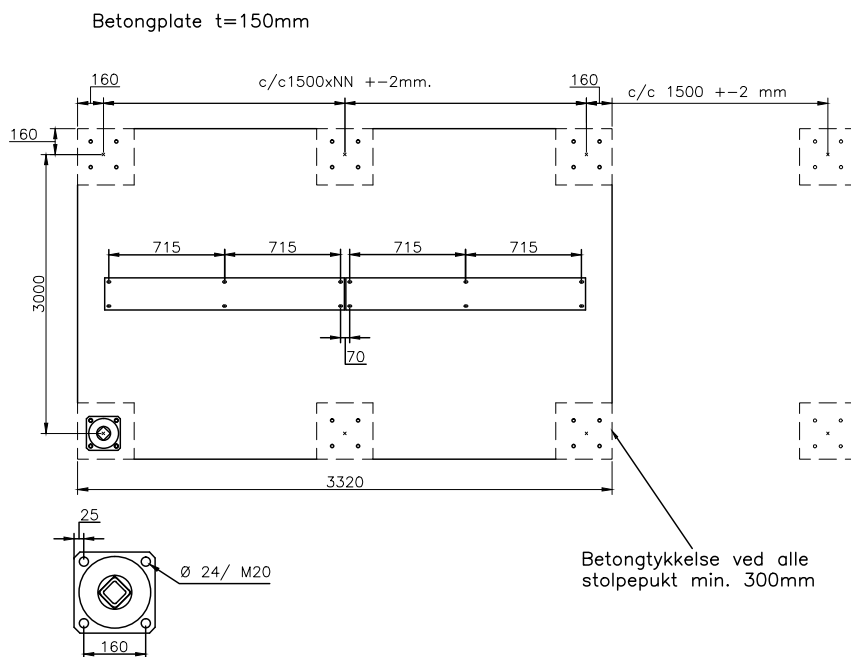 Betongplate t=150mm
160
c/c1500xNN +-2mm.
160
c/c 1500 +-2 mm
160
3000
715
715
715
715
70
3320
25
Ø 24/ M20
160
Betongtykkelse ved alle
stolpepukt min. 300mm